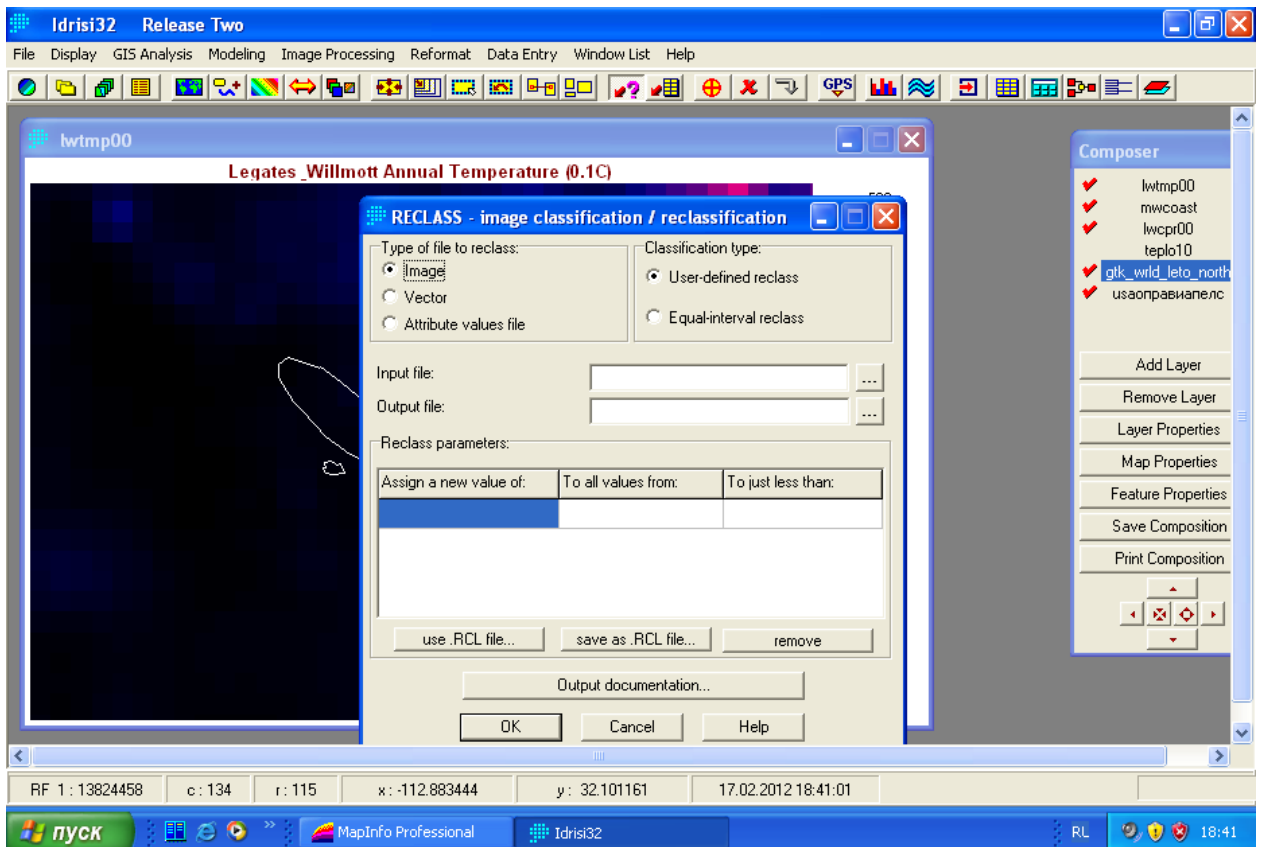 Idrisi32 Release Two
File Display GIS Analysis Modeling Image Processing Reformat Data Entry Window List Help
GPS
lwtmp00
Legates _Willmott Annual Temperature (0.1C)
RECLASS - image classification / reclassification
Type of file to reclass:
Image
Vector
Attribute values file
Classification type:
User-defined reclass
Equal-interval reclass
Input file:
...
Output file:
...
Reclass parameters:
Assign a new value of: To all values from: To just less than:
use .RCL file... save as .RCL file... remove
Output documentation...
OK Cancel Help
Composer
lwtmp00
mwcoast
lwcpr00
teplo10
gtk_wrld_leto_north
usaоправиапелс
Add Layer
Remove Layer
Layer Properties
Map Properties
Feature Properties
Save Composition
Print Composition
RF 1 : 13824458 c : 134 r : 115 x : -112.883444 y : 32.101161 17.02.2012 18:41:01
пуск » MapInfo Professional Idrisi32 RL 18:41